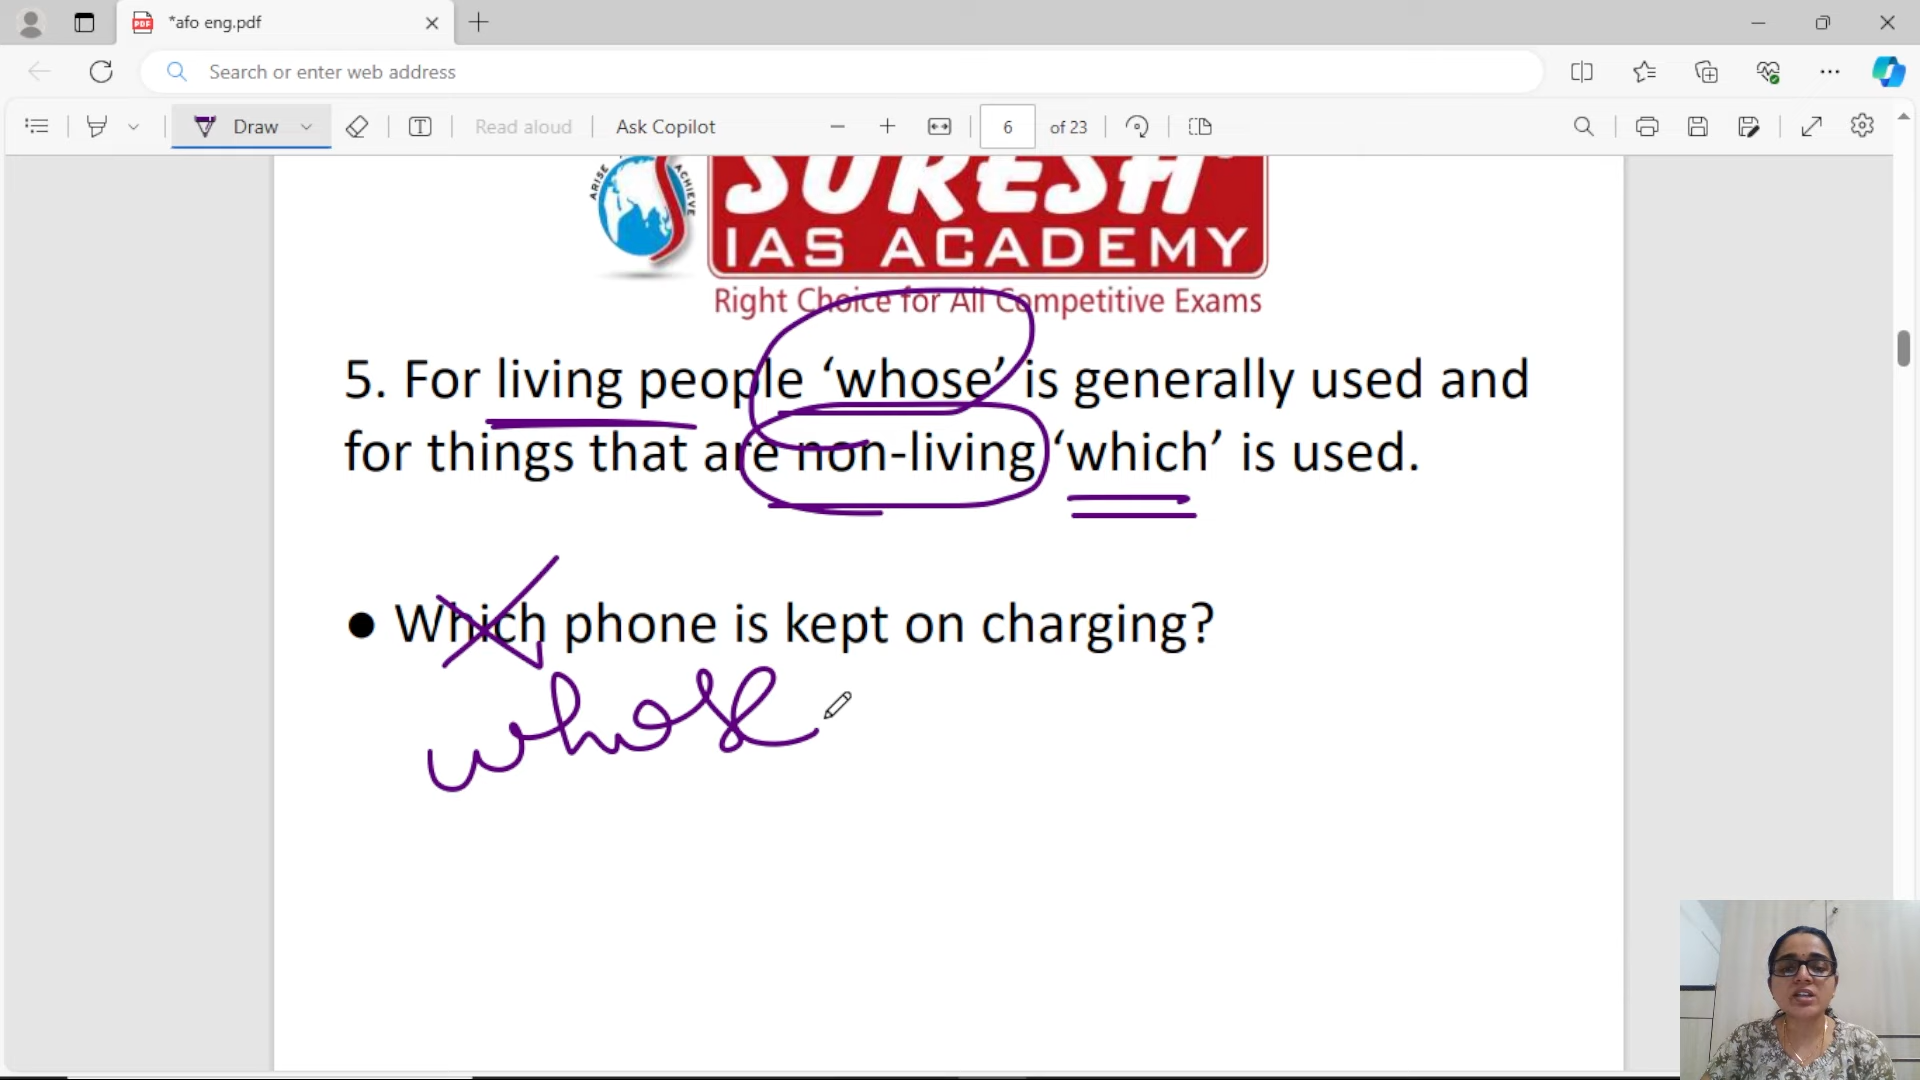 *afo eng.pdf
Search or enter web address
Draw
Read aloud
Ask Copilot
6
of 23
ARISE
ACHIEVE
SURESH
IAS ACADEMY
Right Choice for All Competitive Exams
5. For living people ‘whose’ is generally used and
for things that are non-living ‘which’ is used.
● Which phone is kept on charging?
whose